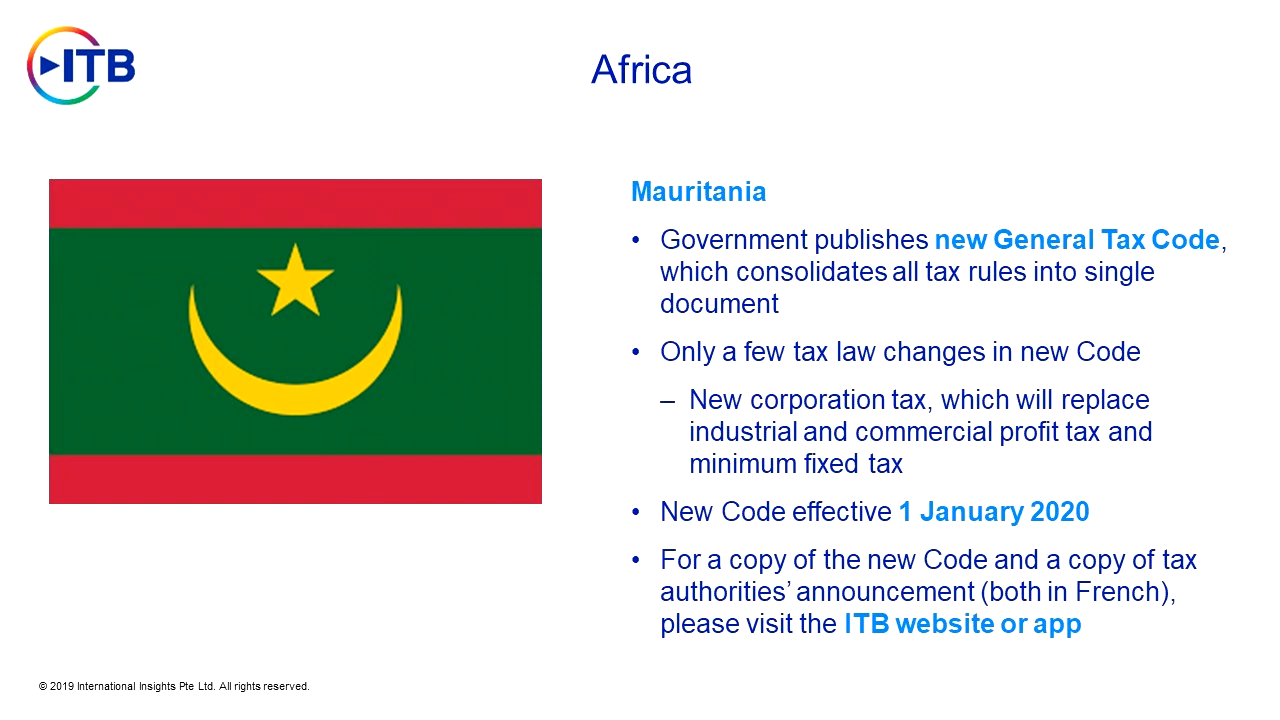 ITB
Africa
Mauritania
• Government publishes new General Tax Code,
which consolidates all tax rules into single
document
• Only a few tax law changes in new Code
– New corporation tax, which will replace
industrial and commercial profit tax and
minimum fixed tax
• New Code effective 1 January 2020
• For a copy of the new Code and a copy of tax
authorities’ announcement (both in French),
please visit the ITB website or app
© 2019 International Insights Pte Ltd. All rights reserved.